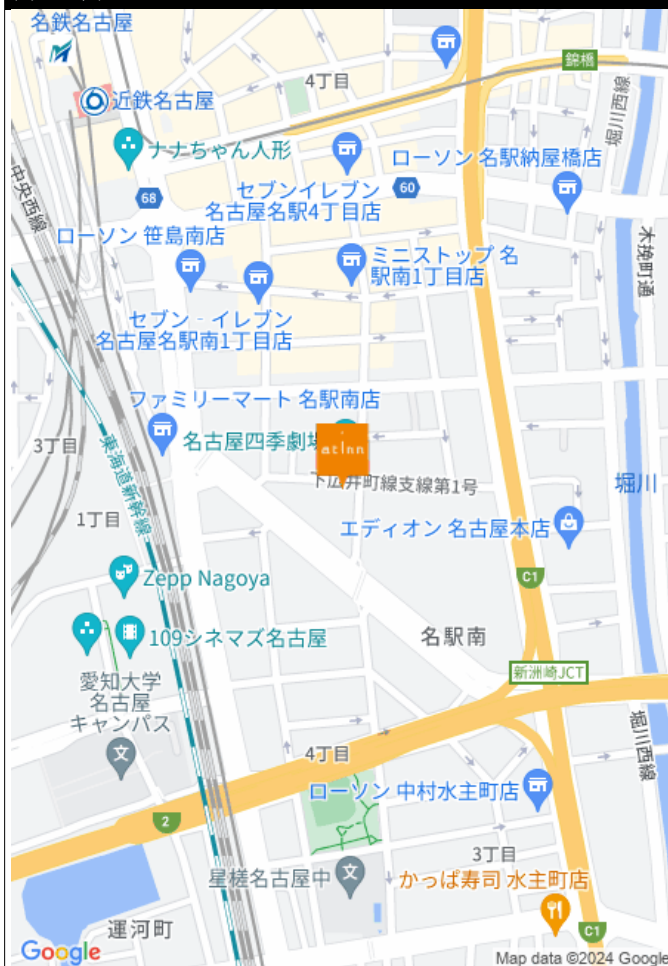 名鉄名古屋
近鉄名古屋
4丁目
錦橋
堀川西線
ナナちゃん人形
ローソン 名駅納屋橋店
中央西線
68
セブンイレブン
名古屋名駅4丁目店
60
ローソン 笹島南店
ミニストップ 名
駅南1丁目店
木挽町通
セブン‐イレブン
名古屋名駅南1丁目店
ファミリーマート 名駅南店
3丁目
東海道新幹線
名古屋四季劇場
at inn
下広井町線支線第1号
堀川
1丁目
エディオン 名古屋本店
Zepp Nagoya
C1
109シネマズ名古屋
名駅南
愛知大学
名古屋
キャンパス
新洲崎JCT
堀川西線
4丁目
ローソン 中村水主町店
2
3丁目
星槎名古屋中
かっぱ寿司 水主町店
運河町
C1
Google
Map data ©2024 Google